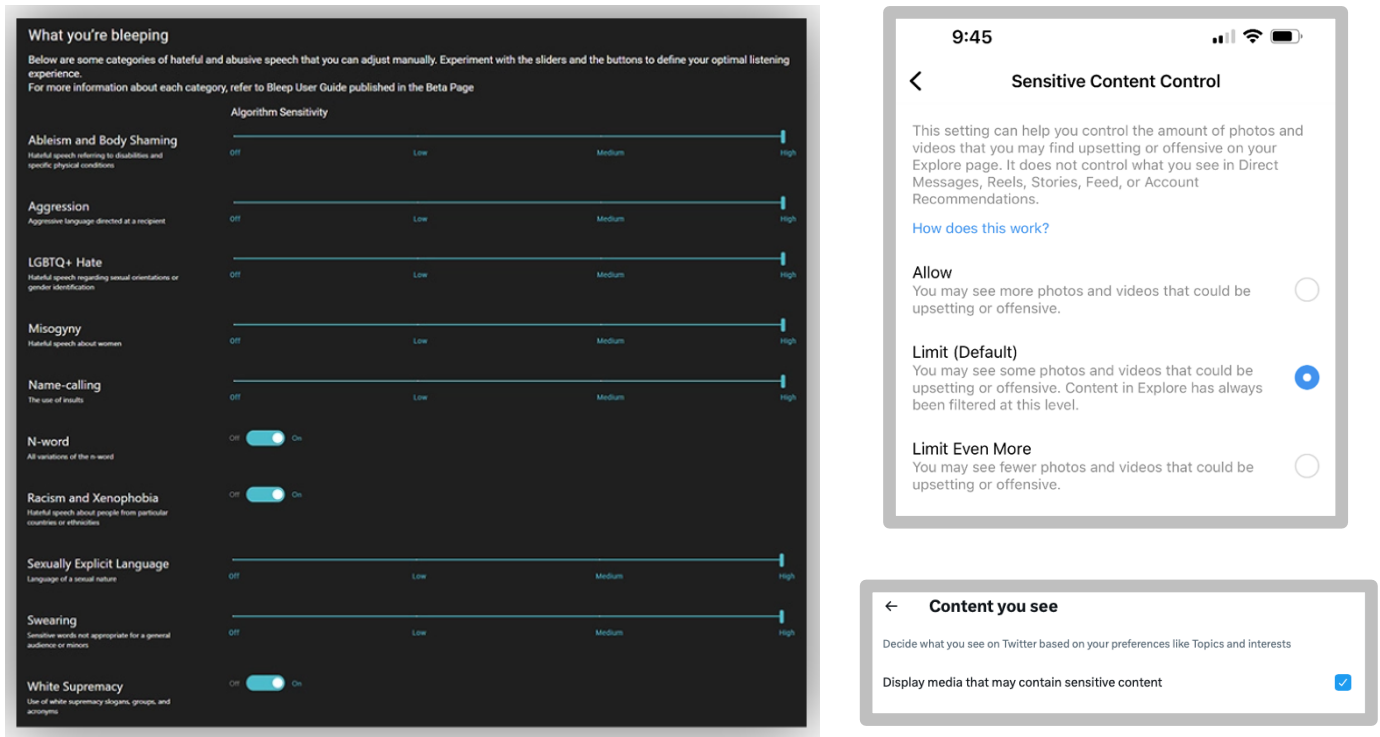 What you're bleeping
Below are some categories of hateful and abusive speech that you can adjust manually. Experiment with the sliders and the buttons to define your optimal listening
experience.
For more information about each category, refer to Bleep User Guide published in the Beta Page
Algorithm Sensitivity
Ableism and Body Shaming
Hateful speech referring to disabilities and
specific physical conditions
Off Low Medium High
Aggression
Aggressive language directed at a recipient
Off Low Medium High
LGBTQ+ Hate
Hateful speech regarding sexual orientations or
gender identification
Off Low Medium High
Misogyny
Hateful speech about women
Off Low Medium High
Name-calling
The use of insults
Off Low Medium High
N-word
All variations of the n-word
Off On
Racism and Xenophobia
Hateful speech about people from particular
countries or ethnicities
Off On
Sexually Explicit Language
Language of a sexual nature
Off Low Medium High
Swearing
Sensitive words not appropriate for a general
audience or minors
Off Low Medium High
White Supremacy
Use of white supremacy slogans, groups, and
acronyms
Off On
9:45
Sensitive Content Control
This setting can help you control the amount of photos and
videos that you may find upsetting or offensive on your
Explore page. It does not control what you see in Direct
Messages, Reels, Stories, Feed, or Account
Recommendations.
How does this work?
Allow
You may see more photos and videos that could be
upsetting or offensive.
Limit (Default)
You may see some photos and videos that could be
upsetting or offensive. Content in Explore has always
been filtered at this level.
Limit Even More
You may see fewer photos and videos that could be
upsetting or offensive.
Content you see
Decide what you see on Twitter based on your preferences like Topics and interests
Display media that may contain sensitive content